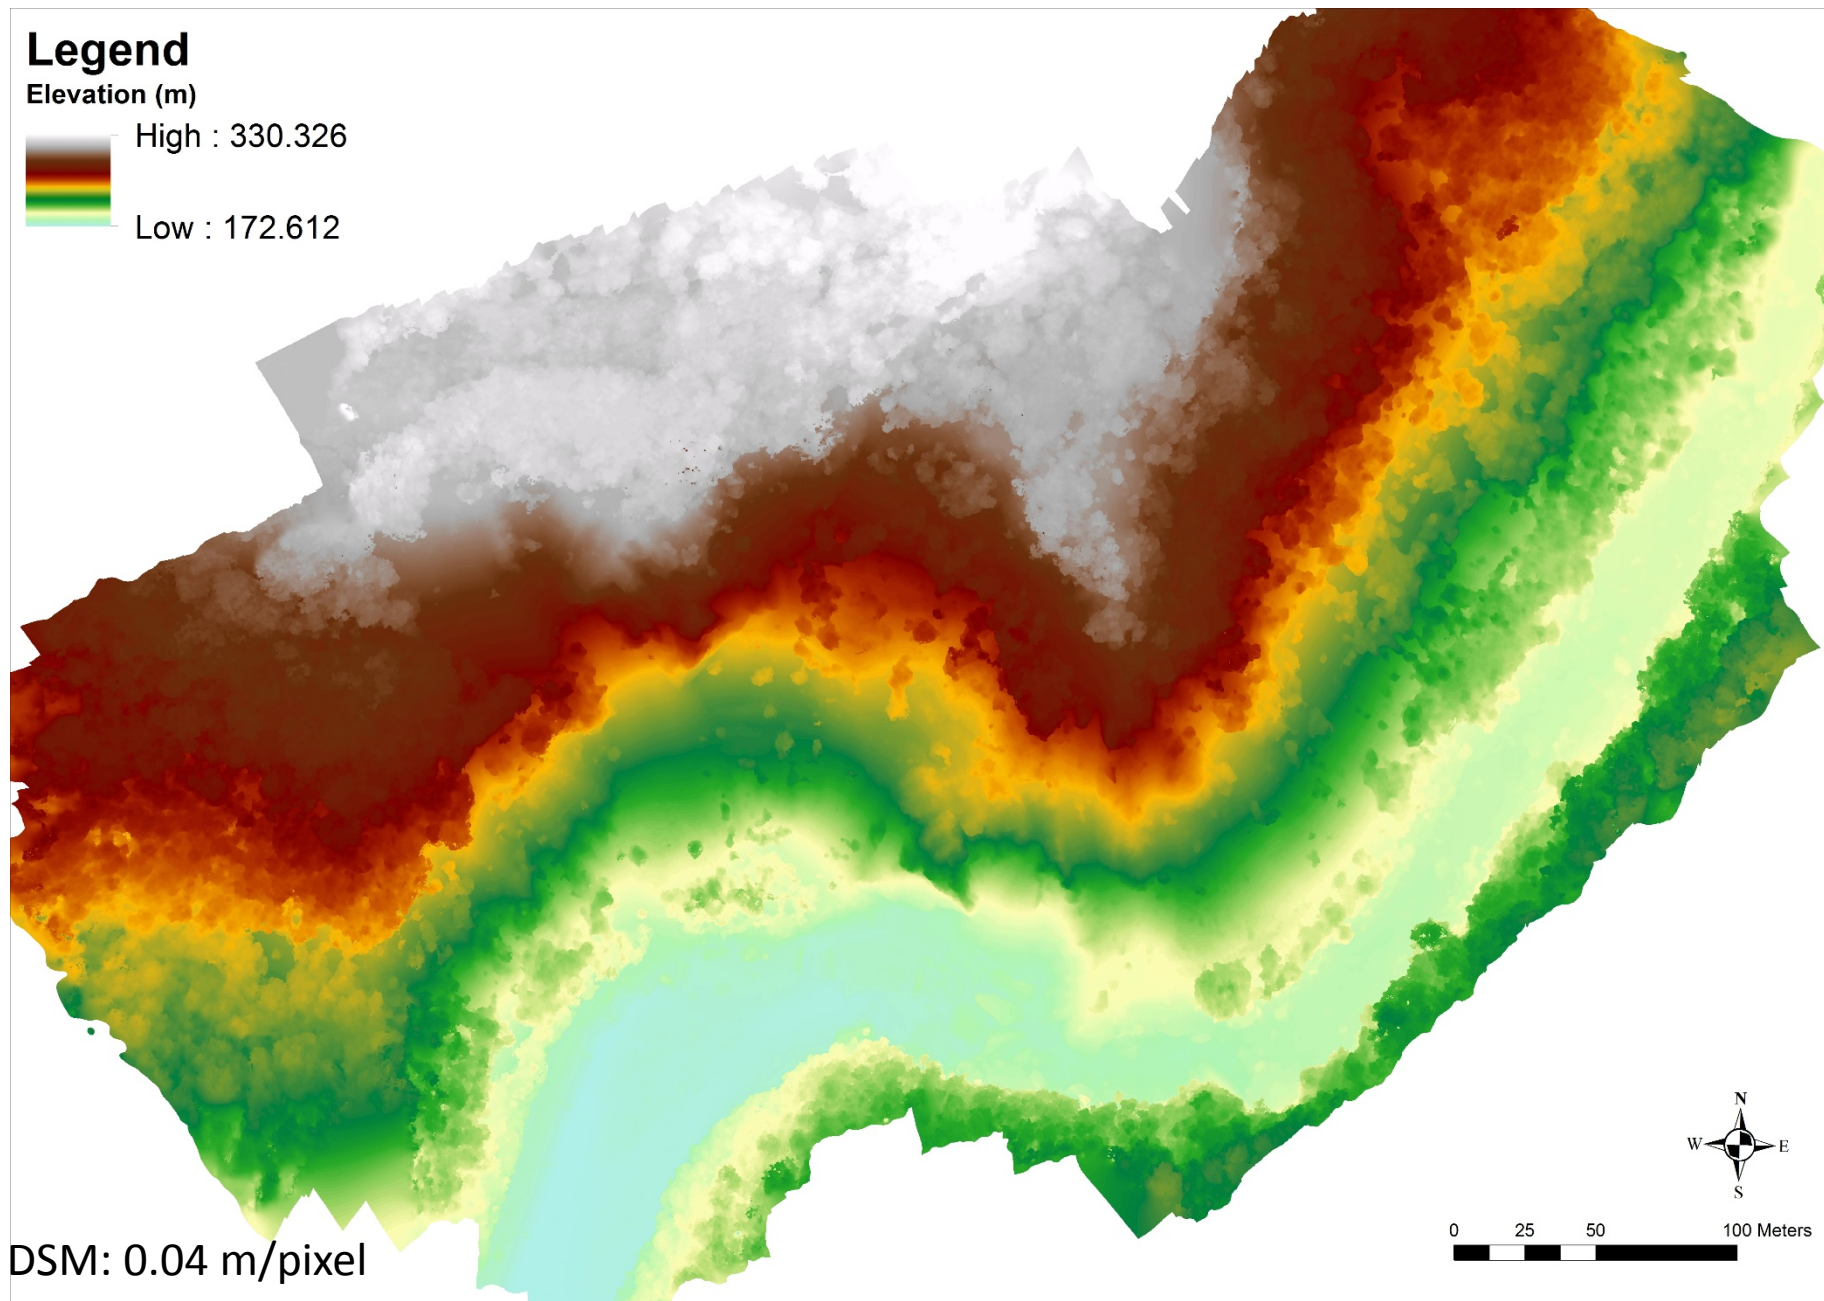 Legend
Elevation (m)
High : 330.326
Low : 172.612
N
W E
S
0 25 50 100 Meters
DSM: 0.04 m/pixel